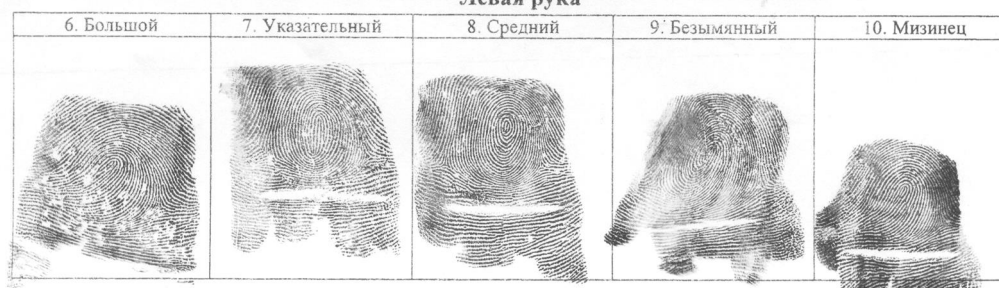 Левая рука
6. Большой
7. Указательный
8. Средний
9. Безымянный
10. Мизинец